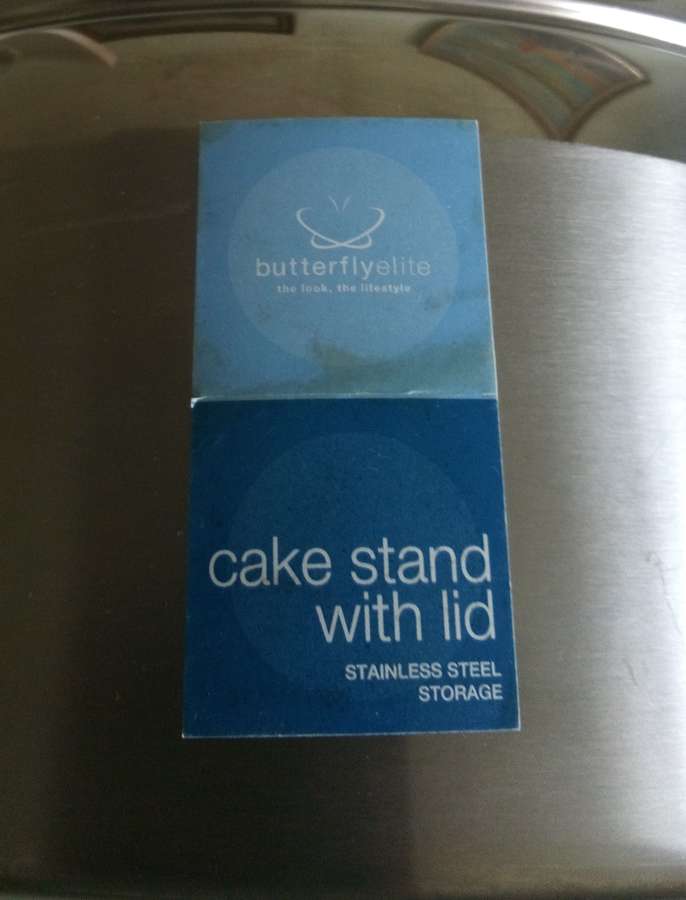 butterflyelite
the look, the lifestyle
cake stand
with lid
STAINLESS STEEL
STORAGE